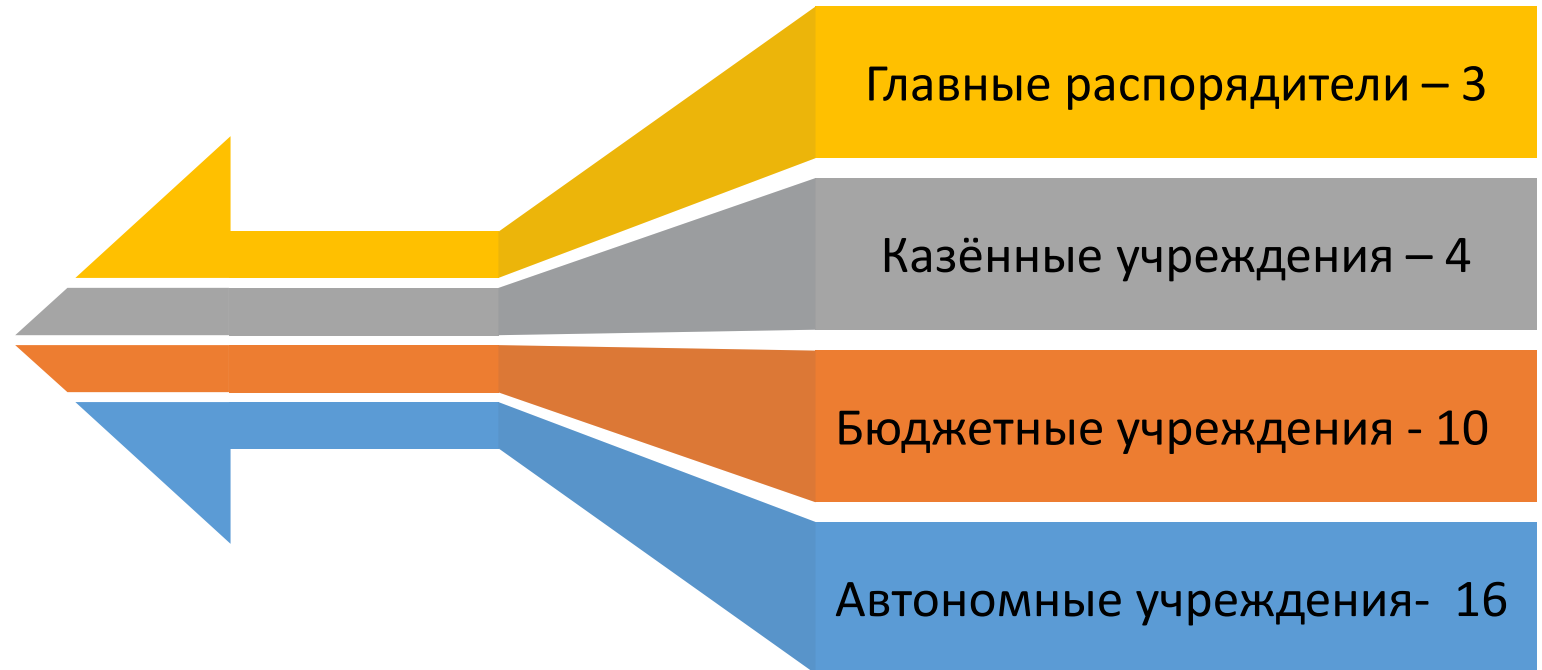 Главные распорядители – 3
Казённые учреждения – 4
Бюджетные учреждения - 10
Автономные учреждения-  16